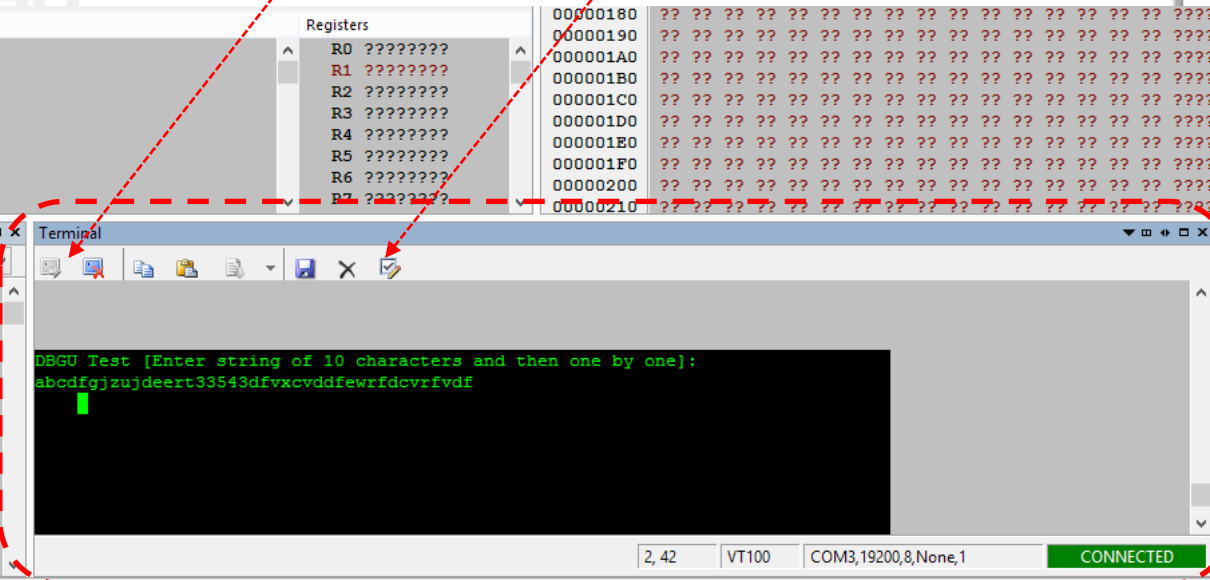 Registers
R0 ????????
R1 ????????
R2 ????????
R3 ????????
R4 ????????
R5 ????????
R6 ????????
R7 ????????
00000180 ?? ?? ?? ?? ?? ?? ?? ?? ?? ?? ?? ?? ?? ?? ?? ?? ????
00000190 ?? ?? ?? ?? ?? ?? ?? ?? ?? ?? ?? ?? ?? ?? ?? ?? ????
000001A0 ?? ?? ?? ?? ?? ?? ?? ?? ?? ?? ?? ?? ?? ?? ?? ?? ????
000001B0 ?? ?? ?? ?? ?? ?? ?? ?? ?? ?? ?? ?? ?? ?? ?? ?? ????
000001C0 ?? ?? ?? ?? ?? ?? ?? ?? ?? ?? ?? ?? ?? ?? ?? ?? ????
000001D0 ?? ?? ?? ?? ?? ?? ?? ?? ?? ?? ?? ?? ?? ?? ?? ?? ????
000001E0 ?? ?? ?? ?? ?? ?? ?? ?? ?? ?? ?? ?? ?? ?? ?? ?? ????
000001F0 ?? ?? ?? ?? ?? ?? ?? ?? ?? ?? ?? ?? ?? ?? ?? ?? ????
00000200 ?? ?? ?? ?? ?? ?? ?? ?? ?? ?? ?? ?? ?? ?? ?? ?? ????
00000210 ?? ?? ?? ?? ?? ?? ?? ?? ?? ?? ?? ?? ?? ?? ?? ?? ????
Terminal
DBGU Test [Enter string of 10 characters and then one by one]:
abcdfgjzujdeert33543dfvxcvddfewrfdcvrfvdf
2, 42
VT100
COM3,19200,8,None,1
CONNECTED